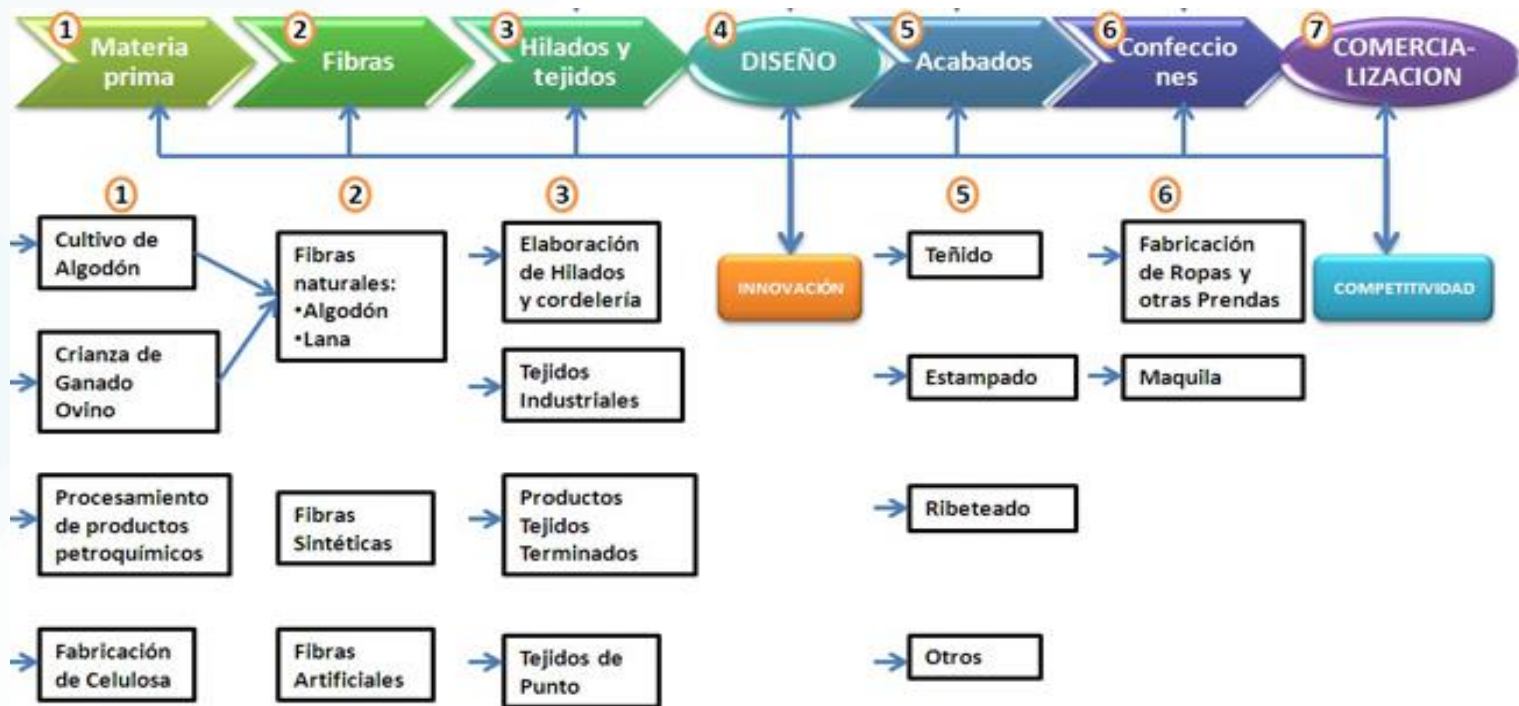 1
Materia
prima
2
Fibras
3
Hilados y
tejidos
4
DISEÑO
5
Acabados
6
Confeccio
nes
7
COMERCIA-
LIZACION
1
2
3
5
6
Cultivo de
Algodón
Crianza de
Ganado
Ovino
Procesamiento
de productos
petroquímicos
Fabricación
de Celulosa
Fibras
naturales:
•Algodón
•Lana
Fibras
Sintéticas
Fibras
Artificiales
Elaboración
de Hilados
y cordelería
Tejidos
Industriales
Productos
Tejidos
Terminados
Tejidos de
Punto
INNOVACIÓN
Teñido
Estampado
Ribeteado
Otros
Fabricación
de Ropas y
otras Prendas
Maquila
COMPETITIVIDAD